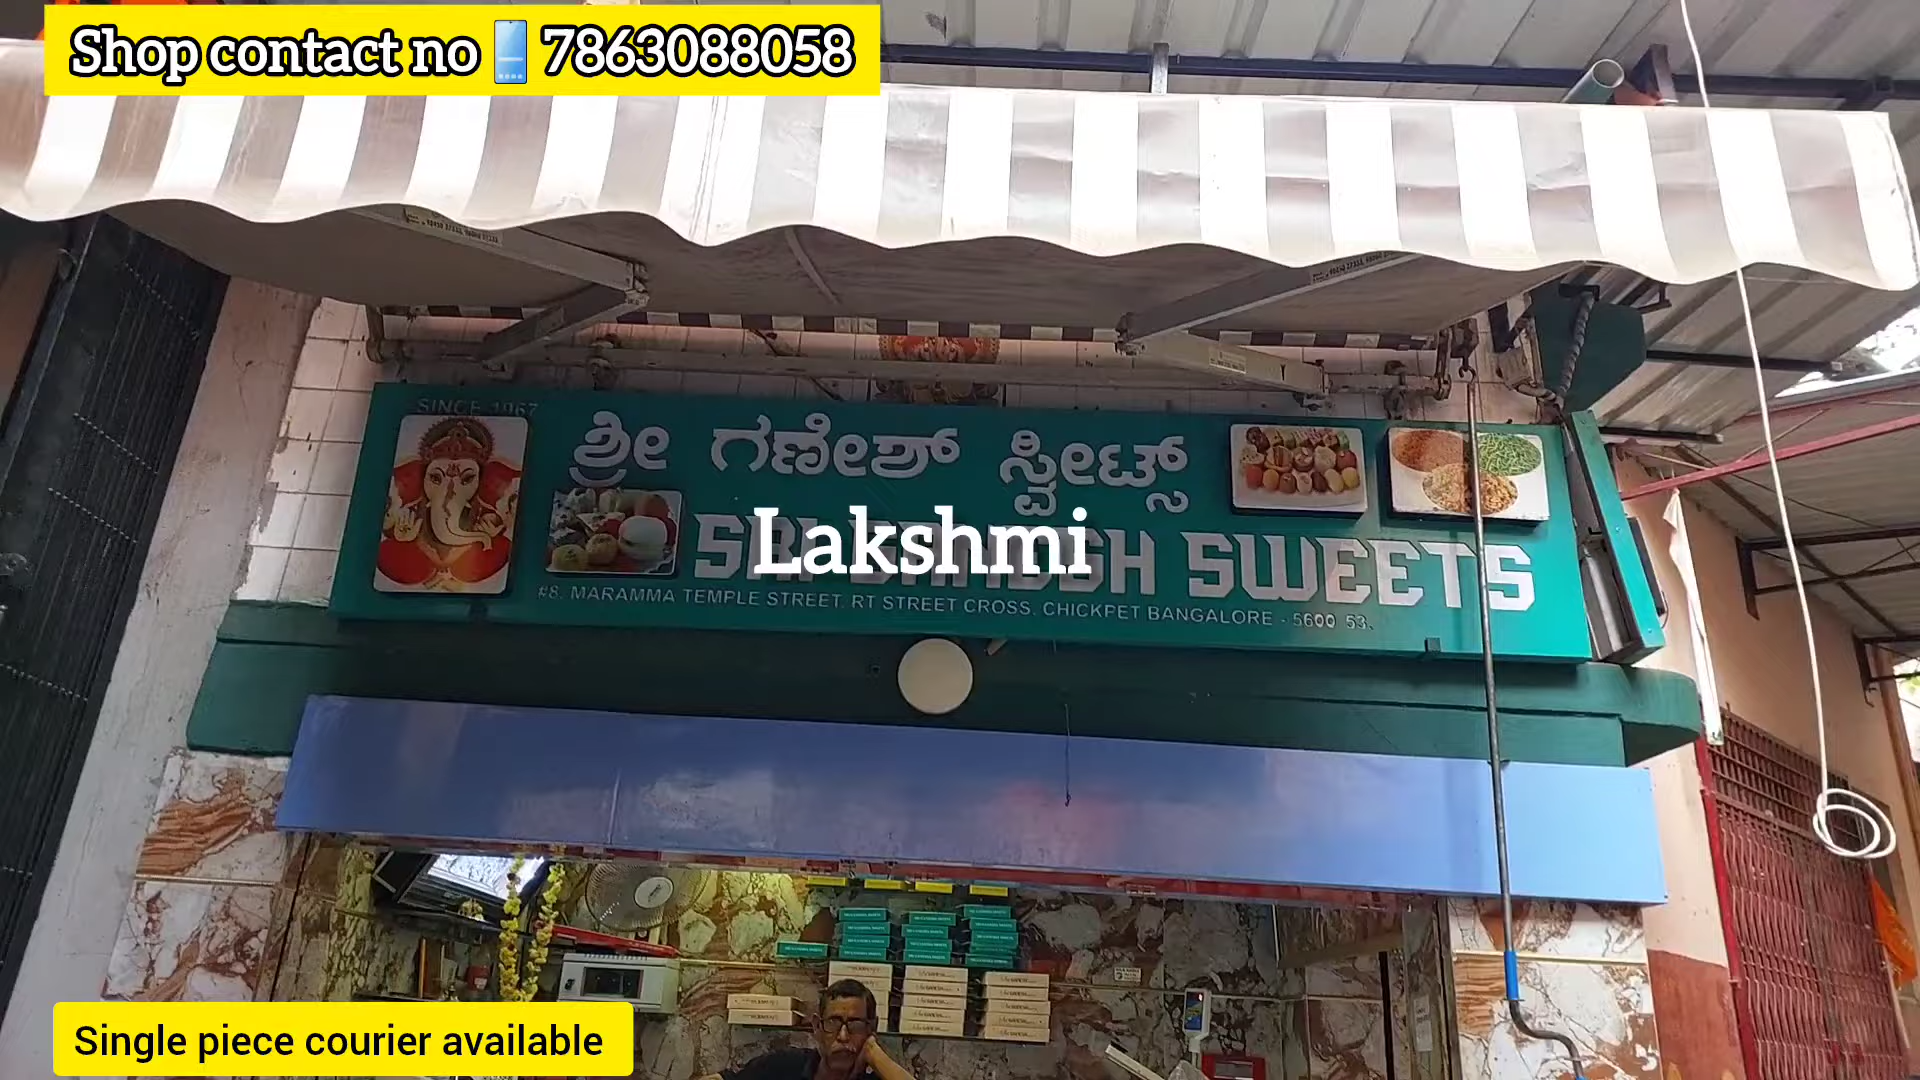 Shop contact no 7863088058
SINCE 1967
ಶ್ರೀ ಗಣೇಶ್ ಸ್ವೀಟ್ಸ್
Lakshmi
SWEETS
#8, MARAMMA TEMPLE STREET, RT STREET CROSS, CHICKPET BANGALORE - 5600 53.
Single piece courier available